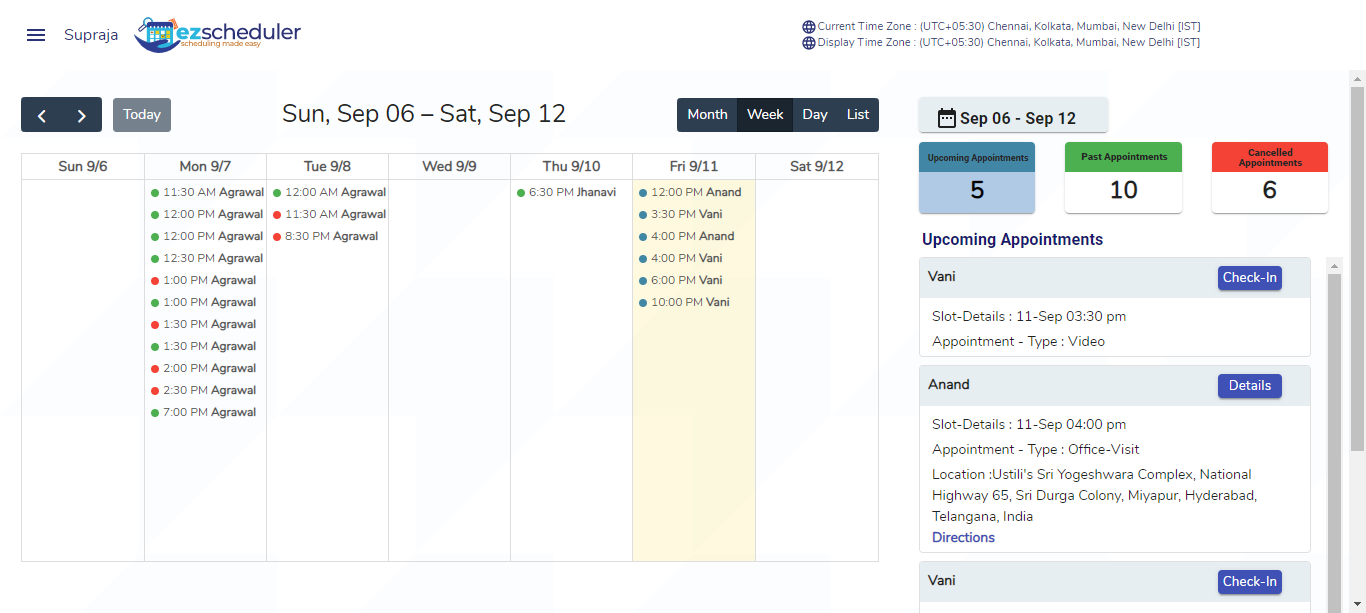 Supraja
ezscheduler
scheduling made easy
Current Time Zone : (UTC+05:30) Chennai, Kolkata, Mumbai, New Delhi [IST]
Display Time Zone : (UTC+05:30) Chennai, Kolkata, Mumbai, New Delhi [IST]
Today
Sun, Sep 06 – Sat, Sep 12
Month Week Day List
Sun 9/6 Mon 9/7 Tue 9/8 Wed 9/9 Thu 9/10 Fri 9/11 Sat 9/12
11:30 AM Agrawal
12:00 PM Agrawal
12:00 PM Agrawal
12:30 PM Agrawal
1:00 PM Agrawal
1:00 PM Agrawal
1:30 PM Agrawal
1:30 PM Agrawal
2:00 PM Agrawal
2:30 PM Agrawal
7:00 PM Agrawal
12:00 AM Agrawal
11:30 AM Agrawal
8:30 PM Agrawal
6:30 PM Jhanavi
12:00 PM Anand
3:30 PM Vani
4:00 PM Anand
4:00 PM Vani
6:00 PM Vani
10:00 PM Vani
Sep 06 - Sep 12
Upcoming Appointments
5
Past Appointments
10
Cancelled
Appointments
6
Upcoming Appointments
Vani
Check-In
Slot-Details : 11-Sep 03:30 pm
Appointment - Type : Video
Anand
Details
Slot-Details : 11-Sep 04:00 pm
Appointment - Type : Office-Visit
Location :Ustili's Sri Yogeshwara Complex, National
Highway 65, Sri Durga Colony, Miyapur, Hyderabad,
Telangana, India
Directions
Vani
Check-In